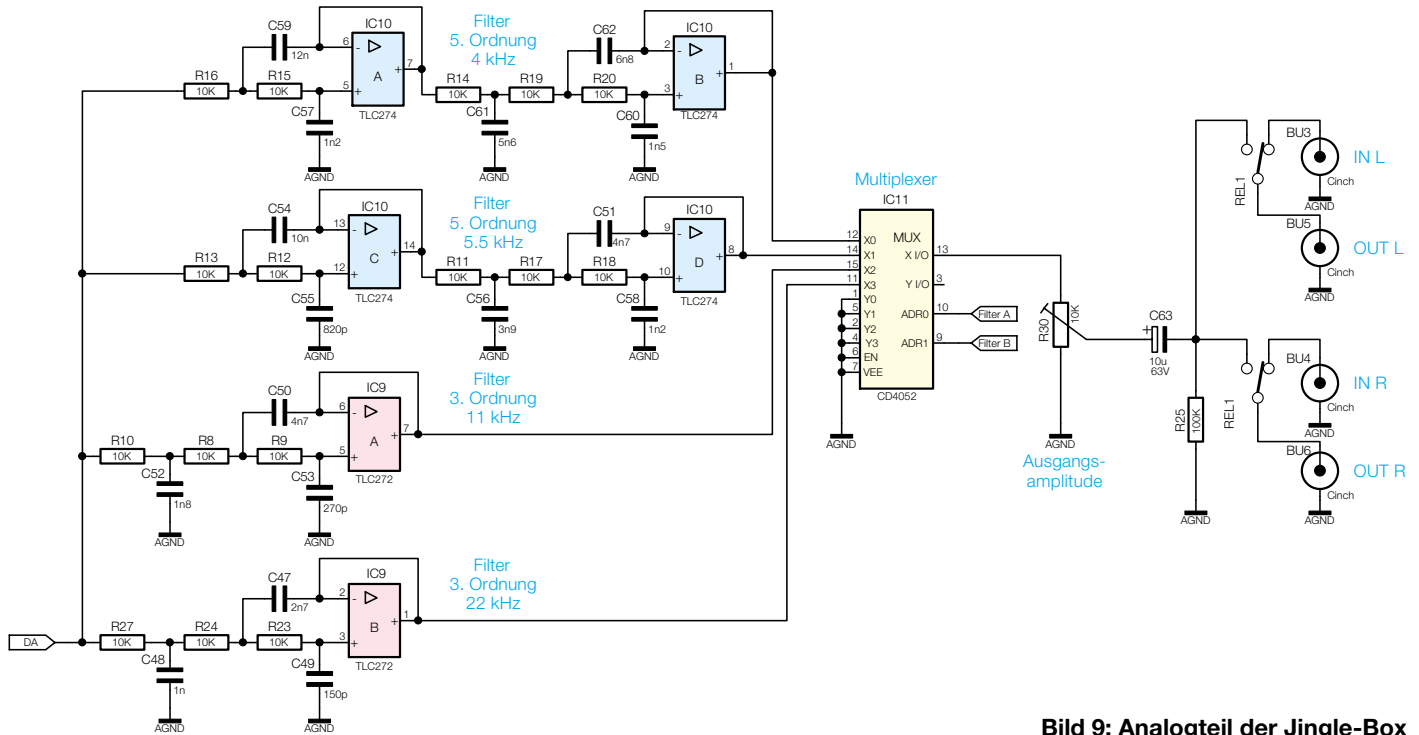 C59
12n
IC10
6
-
A
7
+
5
+
TLC274
R16
10K
R15
10K
C57
1n2
AGND
Filter
5. Ordnung
4 kHz
R14
10K
C61
5n6
AGND
R19
10K
R20
10K
C62
6n8
IC10
2
-
B
1
+
3
+
TLC274
C60
1n5
AGND
C54
10n
IC10
13
-
C
14
+
12
+
TLC274
R13
10K
R12
10K
C55
820p
AGND
Filter
5. Ordnung
5.5 kHz
R11
10K
C56
3n9
AGND
R17
10K
R18
10K
C51
4n7
IC10
9
-
D
8
+
10
+
TLC274
C58
1n2
AGND
C50
4n7
IC9
6
-
A
7
+
5
+
TLC272
R10
10K
R8
10K
R9
10K
C52
1n8
AGND
C53
270p
AGND
Filter
3. Ordnung
11 kHz
C47
2n7
IC9
2
-
B
1
+
3
+
TLC272
DA
R27
10K
R24
10K
R23
10K
C48
1n
AGND
C49
150p
AGND
Filter
3. Ordnung
22 kHz
Multiplexer
IC11
MUX
12 X0
14 X1
15 X2
11 X3
1 Y0
5 Y1
2 Y2
4 Y3
6 EN
7 VEE
X I/O 13
Y I/O 3
ADR0 10
ADR1 9
CD4052
AGND
Filter A
Filter B
R30
10K
AGND
Ausgangs-
amplitude
+
C63
10u
63V
R25
100K
AGND
REL1
BU3
IN L
Cinch
AGND
BU5
OUT L
Cinch
AGND
REL1
BU4
IN R
Cinch
AGND
BU6
OUT R
Cinch
AGND
Bild 9: Analogteil der Jingle-Box